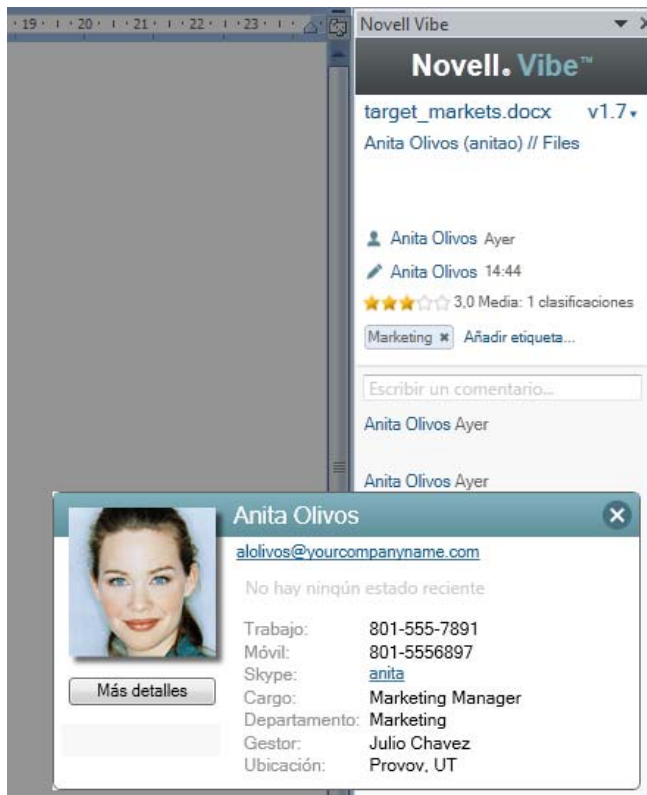 19 · 20 · 21 · 22 · 23
Novell Vibe
Novell® Vibe™
target_markets.docx v1.7
Anita Olivos (anitao) // Files
Anita Olivos Ayer
Anita Olivos 14:44
3,0 Media: 1 clasificaciones
Marketing Añadir etiqueta...
Escribir un comentario...
Anita Olivos Ayer
Anita Olivos Ayer
Anita Olivos
alolivos@yourcompanyname.com
No hay ningún estado reciente
Trabajo: 801-555-7891
Móvil: 801-5556897
Skype: anita
Más detalles
Cargo: Marketing Manager
Departamento: Marketing
Gestor: Julio Chavez
Ubicación: Provov, UT